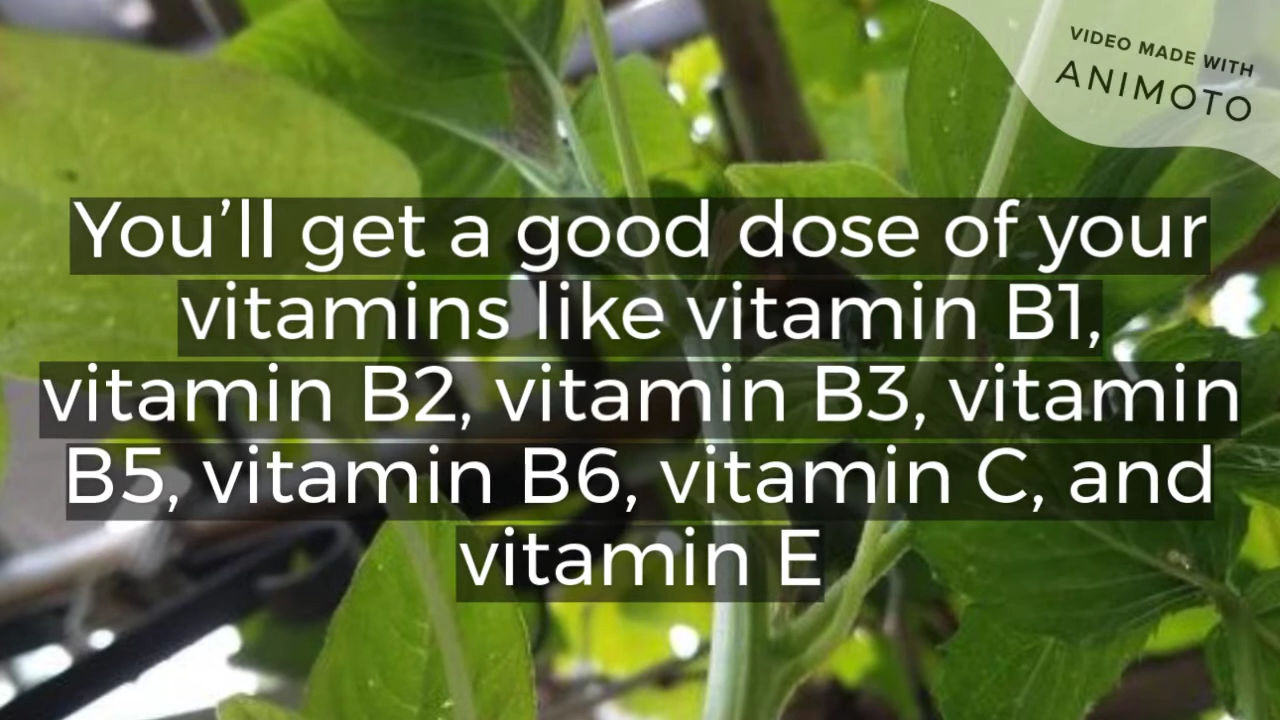 VIDEO MADE WITH
ANIMOTO
You’ll get a good dose of your
vitamins like vitamin B1,
vitamin B2, vitamin B3, vitamin
B5, vitamin B6, vitamin C, and
vitamin E